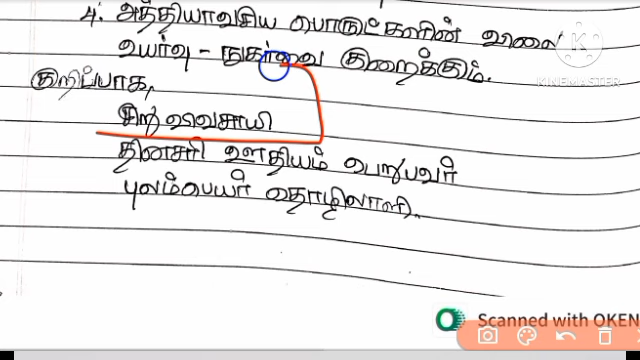 4. அத்தியாவசிய பொருட்களின் விலை
உயர்வு - நுகர்வை குறைக்கும்.
குறிப்பாக,
சிறு விவசாயி
தினசரி ஊதியம் பெறுபவர்
புலம்பெயர் தொழிலாளி.
KINEMASTER
Scanned with OKEN